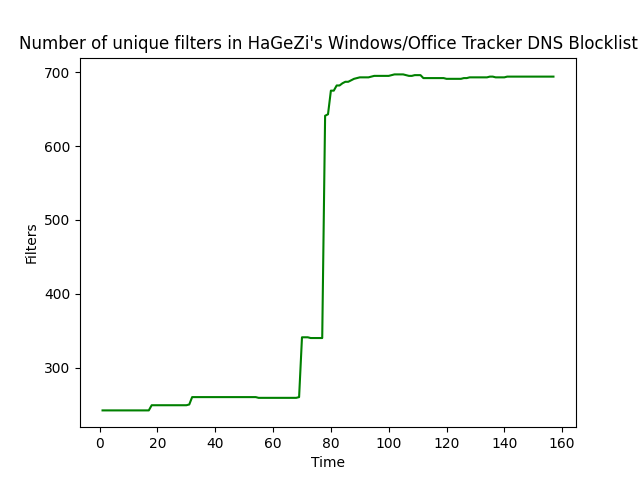 Number of unique filters in HaGeZi's Windows/Office Tracker DNS Blocklist
700
600
500
400
300
Filters
0 20 40 60 80 100 120 140 160
Time